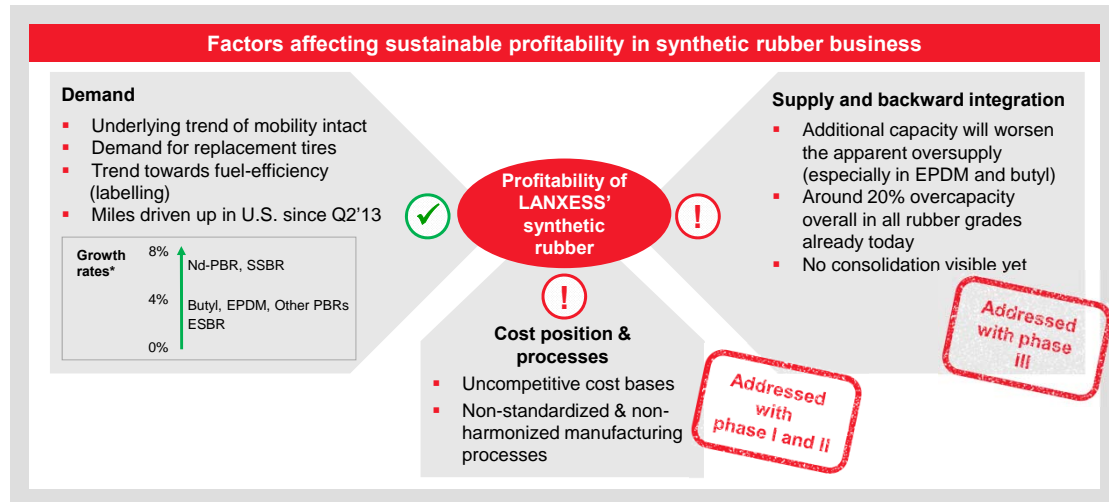 Factors affecting sustainable profitability in synthetic rubber business
Demand
▪ Underlying trend of mobility intact
▪ Demand for replacement tires
▪ Trend towards fuel-efficiency
(labelling)
▪ Miles driven up in U.S. since Q2’13
Growth
rates*
8%
4%
0%
Nd-PBR, SSBR
Butyl, EPDM, Other PBRs
ESBR
Profitability of
LANXESS’
synthetic
rubber
!
!
Supply and backward integration
▪ Additional capacity will worsen
the apparent oversupply
(especially in EPDM and butyl)
▪ Around 20% overcapacity
overall in all rubber grades
already today
▪ No consolidation visible yet
Addressed
with phase
III
Cost position &
processes
▪ Uncompetitive cost bases
▪ Non-standardized & non-
harmonized manufacturing
processes
Addressed
with
phase I and II